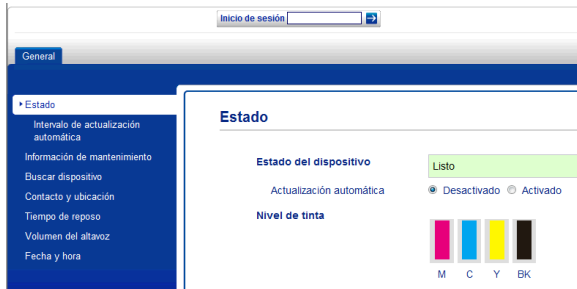 Inicio de sesión
General
Estado
Intervalo de actualización
automática
Información de mantenimiento
Buscar dispositivo
Contacto y ubicación
Tiempo de reposo
Volumen del altavoz
Fecha y hora
Estado
Estado del dispositivo
Listo
Actualización automática
Desactivado Activado
Nivel de tinta
M C Y BK